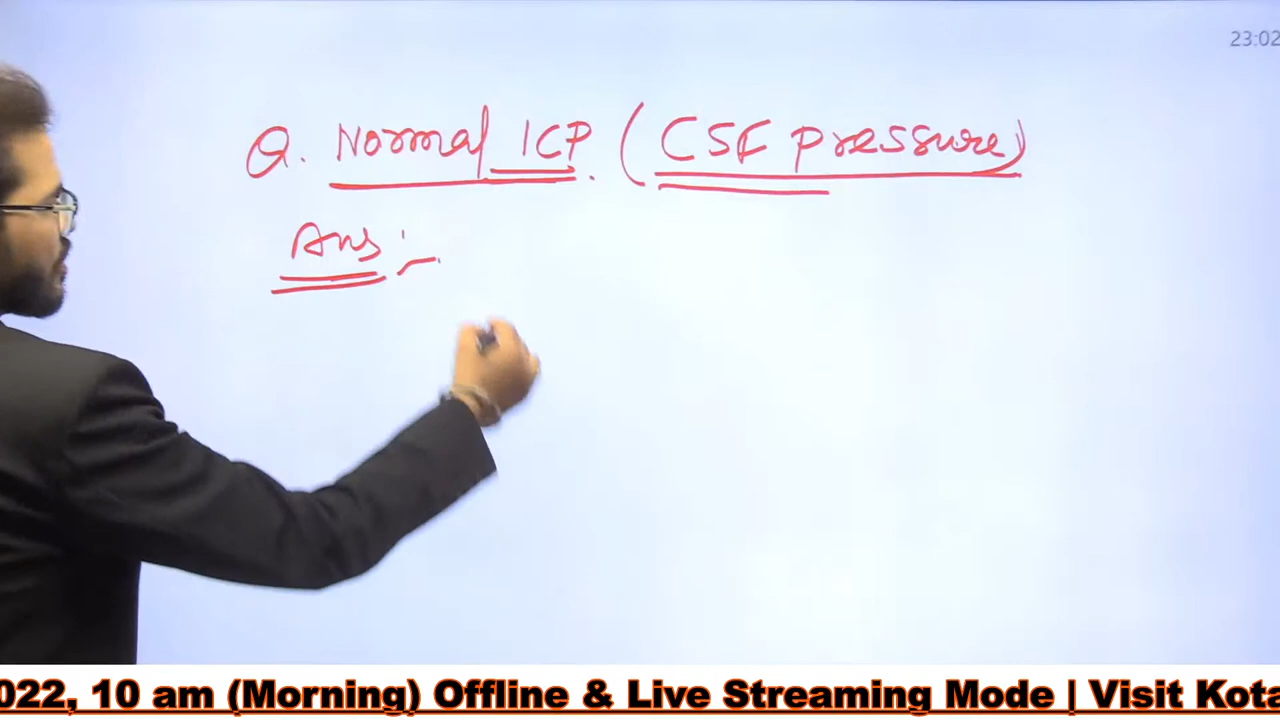 23:02
Q. Normal ICP. (CSF Pressure)
Ans :-
022, 10 am (Morning) Offline & Live Streaming Mode | Visit Kota